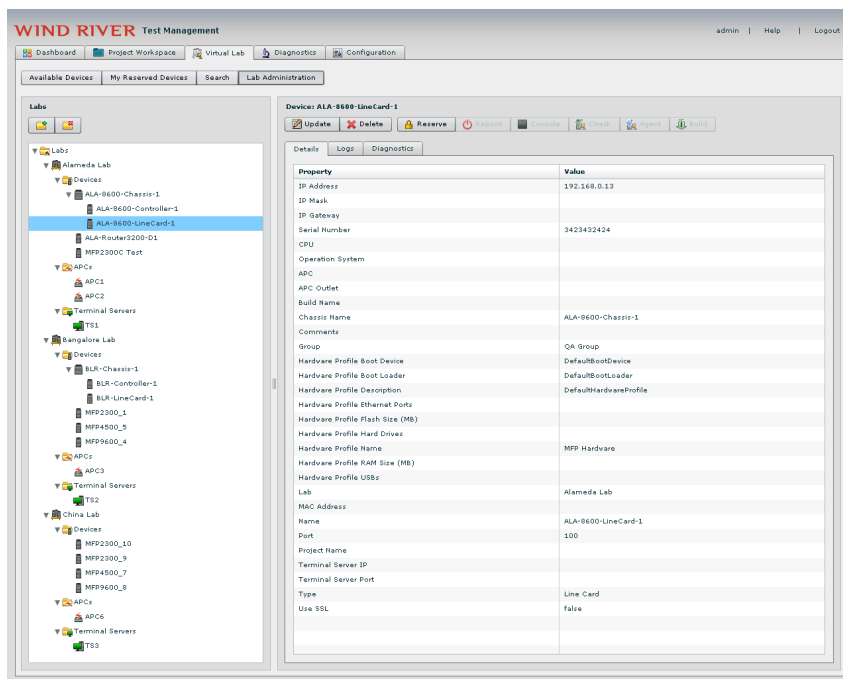 WIND RIVER Test Management
admin | Help | Logout
Dashboard Project Workspace Virtual Lab Diagnostics Configuration
Available Devices My Reserved Devices Search Lab Administration
Labs
Labs
Alameda Lab
Devices
ALA-8600-Chassis-1
ALA-8600-Controller-1
ALA-8600-LineCard-1
ALA-Router3200-D1
MFP2300C Test
APCs
APC1
APC2
Terminal Servers
TS1
Bangalore Lab
Devices
BLR-Chassis-1
BLR-Controller-1
BLR-LineCard-1
MFP2300_1
MFP4500_5
MFP9600_4
APCs
APC3
Terminal Servers
TS2
China Lab
Devices
MFP2300_10
MFP2300_9
MFP4500_7
MFP9600_8
APCs
APC6
Terminal Servers
TS3
Device: ALA-8600-LineCard-1
Update Delete Reserve Reboot Console Check Agent Build
Details Logs Diagnostics
Property Value
IP Address 192.168.0.13
IP Mask
IP Gateway
Serial Number 3423432424
CPU
Operation System
APC
APC Outlet
Build Name
Chassis Name ALA-8600-Chassis-1
Comments
Group QA Group
Hardware Profile Boot Device DefaultBootDevice
Hardware Profile Boot Loader DefaultBootLoader
Hardware Profile Description DefaultHardwareProfile
Hardware Profile Ethernet Ports
Hardware Profile Flash Size (MB)
Hardware Profile Hard Drives
Hardware Profile Name MFP Hardware
Hardware Profile RAM Size (MB)
Hardware Profile USBs
Lab Alameda Lab
MAC Address
Name ALA-8600-LineCard-1
Port 100
Project Name
Terminal Server IP
Terminal Server Port
Type Line Card
Use SSL false